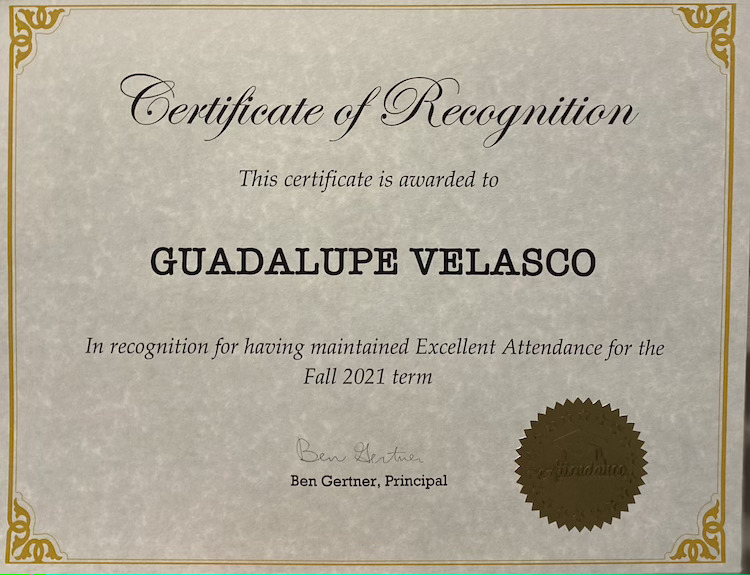 Certificate of Recognition
This certificate is awarded to
GUADALUPE VELASCO
In recognition for having maintained Excellent Attendance for the
Fall 2021 term
Ben Gertner
Ben Gertner, Principal
Attendance